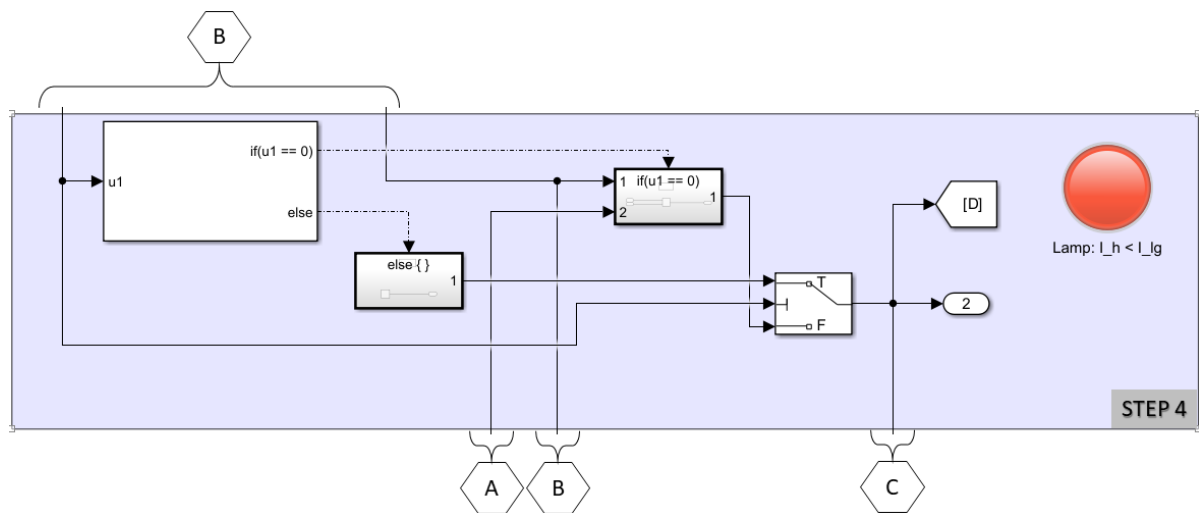 B
if(u1 == 0)
u1
else
if(u1 == 0)
1
2
1
else { }
1
[D]
Lamp: I_h < I_lg
T
F
2
STEP 4
A
B
C